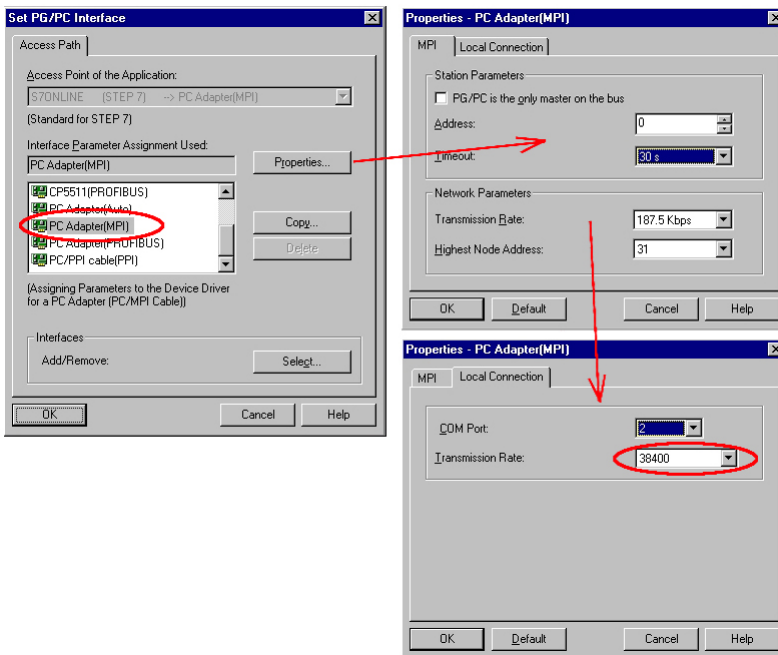 Set PG/PC Interface
Access Path
Access Point of the Application:
S7ONLINE (STEP 7) --> PC Adapter(MPI)
(Standard for STEP 7)
Interface Parameter Assignment Used:
PC Adapter(MPI)
Properties...
CP5511(PROFIBUS)
PC Adapter(Auto)
PC Adapter(MPI)
PC Adapter(PROFIBUS)
PC/PPI cable(PPI)
Copy...
Delete
(Assigning Parameters to the Device Driver
for a PC Adapter (PC/MPI Cable))
Interfaces
Add/Remove:
Select...
OK
Cancel
Help
Properties - PC Adapter(MPI)
MPI
Local Connection
Station Parameters
PG/PC is the only master on the bus
Address:
0
Timeout:
30 s
Network Parameters
Transmission Rate:
187.5 Kbps
Highest Node Address:
31
OK
Default
Cancel
Help
Properties - PC Adapter(MPI)
MPI
Local Connection
COM Port:
2
Transmission Rate:
38400
OK
Default
Cancel
Help